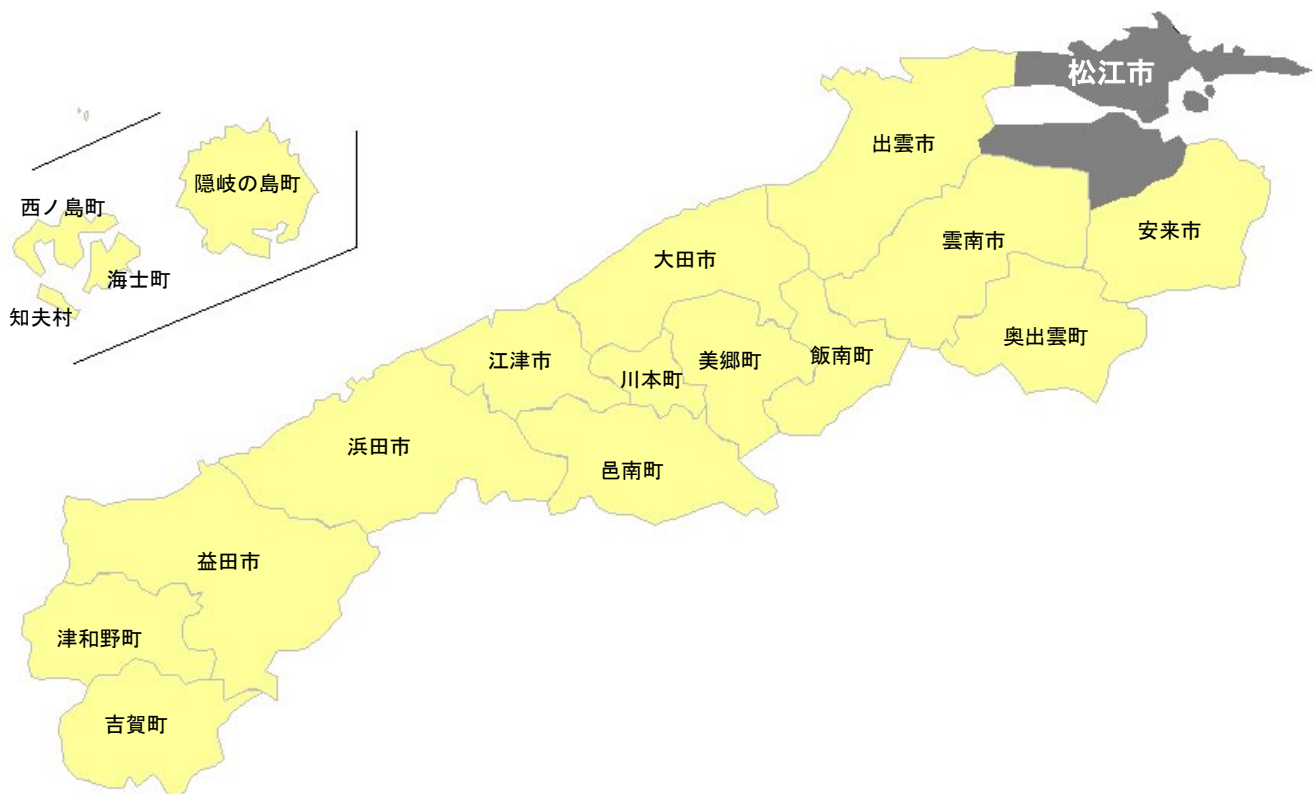 松江市
出雲市
隠岐の島町
西ノ島町
海士町
知夫村
安来市
雲南市
大田市
奥出雲町
飯南町
美郷町
川本町
江津市
浜田市
邑南町
益田市
津和野町
吉賀町